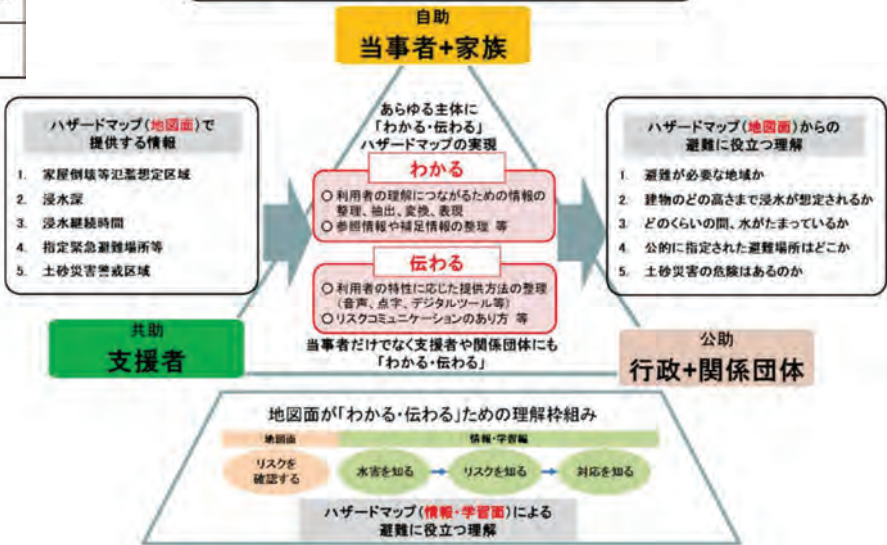 自助
当事者+家族
ハザードマップ(地図面)で
提供する情報
1. 家屋倒壊等氾濫想定区域
2. 浸水深
3. 浸水継続時間
4. 指定緊急避難場所等
5. 土砂災害警戒区域
あらゆる主体に
「わかる・伝わる」
ハザードマップの実現
わかる
○ 利用者の理解につながるための情報の
整理、抽出、変換、表現
○ 参照情報や補足情報の整理 等
伝わる
○ 利用者の特性に応じた提供方法の整理
(音声、点字、デジタルツール等)
○ リスクコミュニケーションのあり方 等
当事者だけでなく支援者や関係団体にも
「わかる・伝わる」
ハザードマップ(地図面)からの
避難に役立つ理解
1. 避難が必要な地域か
2. 建物のどの高さまで浸水が想定されるか
3. どのくらいの間、水がたまっているか
4. 公的に指定された避難場所はどこか
5. 土砂災害の危険はあるのか
共助
支援者
公助
行政+関係団体
地図面が「わかる・伝わる」ための理解枠組み
地図面
情報・学習編
リスクを
確認する
水害を知る
リスクを知る
対応を知る
ハザードマップ(情報・学習面)による
避難に役立つ理解